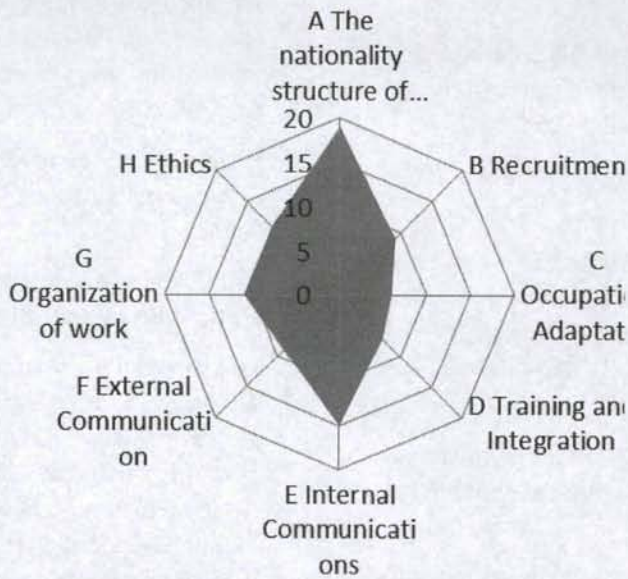 A The
nationality
structure of...
20
15
10
5
0
B Recruitmen
C
Occupati
Adaptat
D Training an
Integration
E Internal
Communicati
ons
F External
Communicati
on
G
Organization
of work
H Ethics